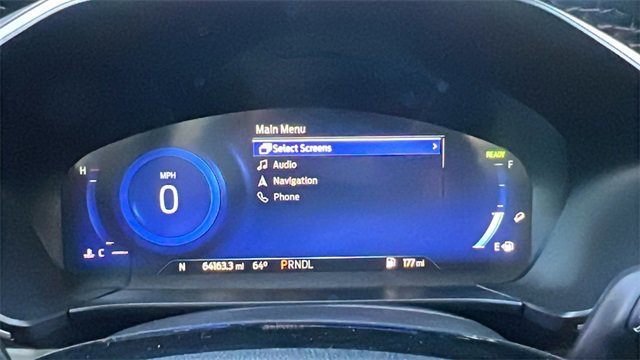 Main Menu
Select Screens >
Audio
Navigation
Phone
MPH
0
H
C
READY
F
E
N 64163.3 mi 64° PRNDL 177 mi